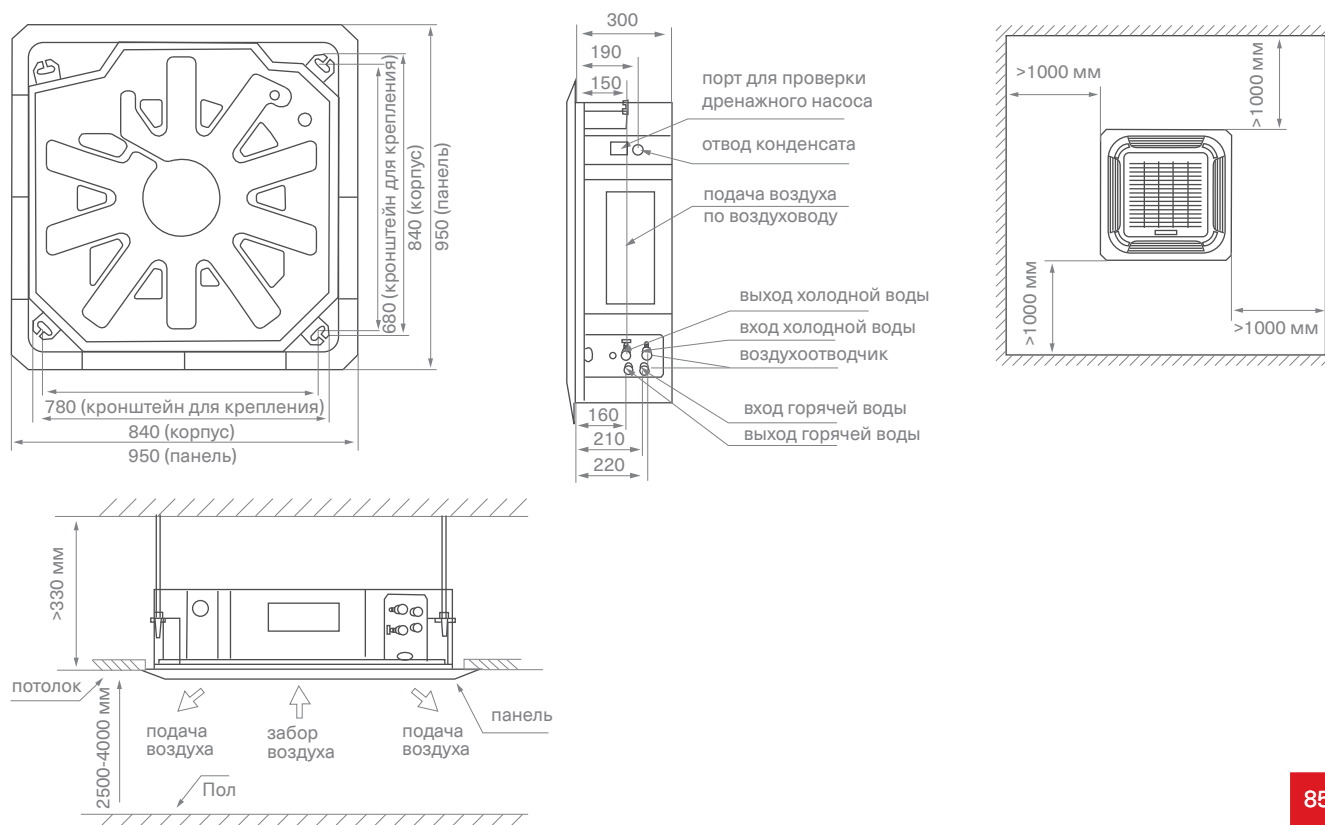 680 (кронштейн для крепления)
840 (корпус)
950 (панель)
780 (кронштейн для крепления)
840 (корпус)
950 (панель)
300
190
150
порт для проверки
дренажного насоса
отвод конденсата
подача воздуха
по воздуховоду
выход холодной воды
вход холодной воды
воздухоотводчик
вход горячей воды
выход горячей воды
160
210
220
>1000 мм
>1000 мм
>1000 мм
>1000 мм
>330 мм
потолок
2500-4000 мм
подача
воздуха
забор
воздуха
подача
воздуха
панель
Пол
85